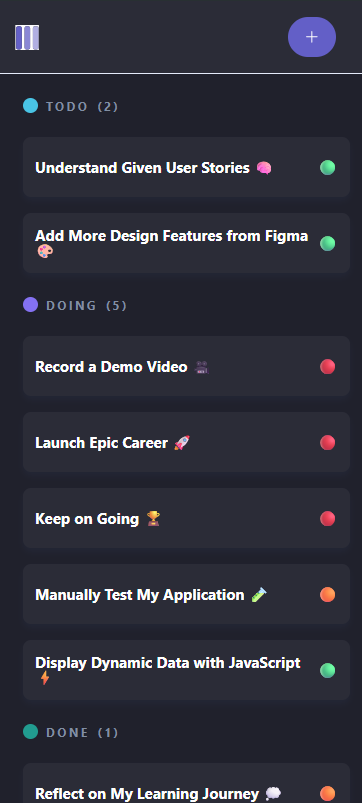 +
TODO (2)
Understand Given User Stories 🧠
Add More Design Features from Figma
🎨
DOING (5)
Record a Demo Video 🎥
Launch Epic Career 🚀
Keep on Going 🏆
Manually Test My Application 🧪
Display Dynamic Data with JavaScript
⚡
DONE (1)
Reflect on My Learning Journey 💭